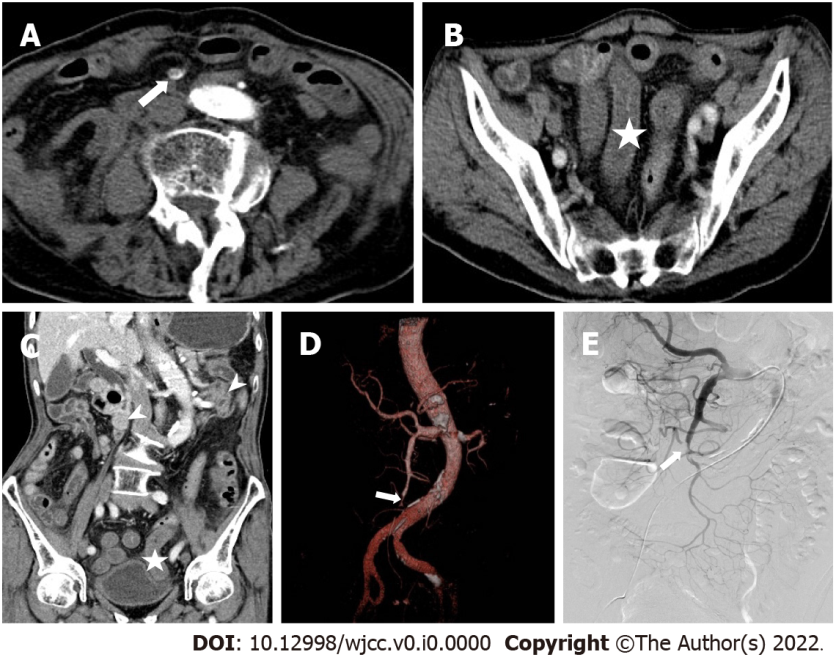 A
B
C
D
E
DOI: 10.12998/wjcc.v0.i0.0000 Copyright ©The Author(s) 2022.